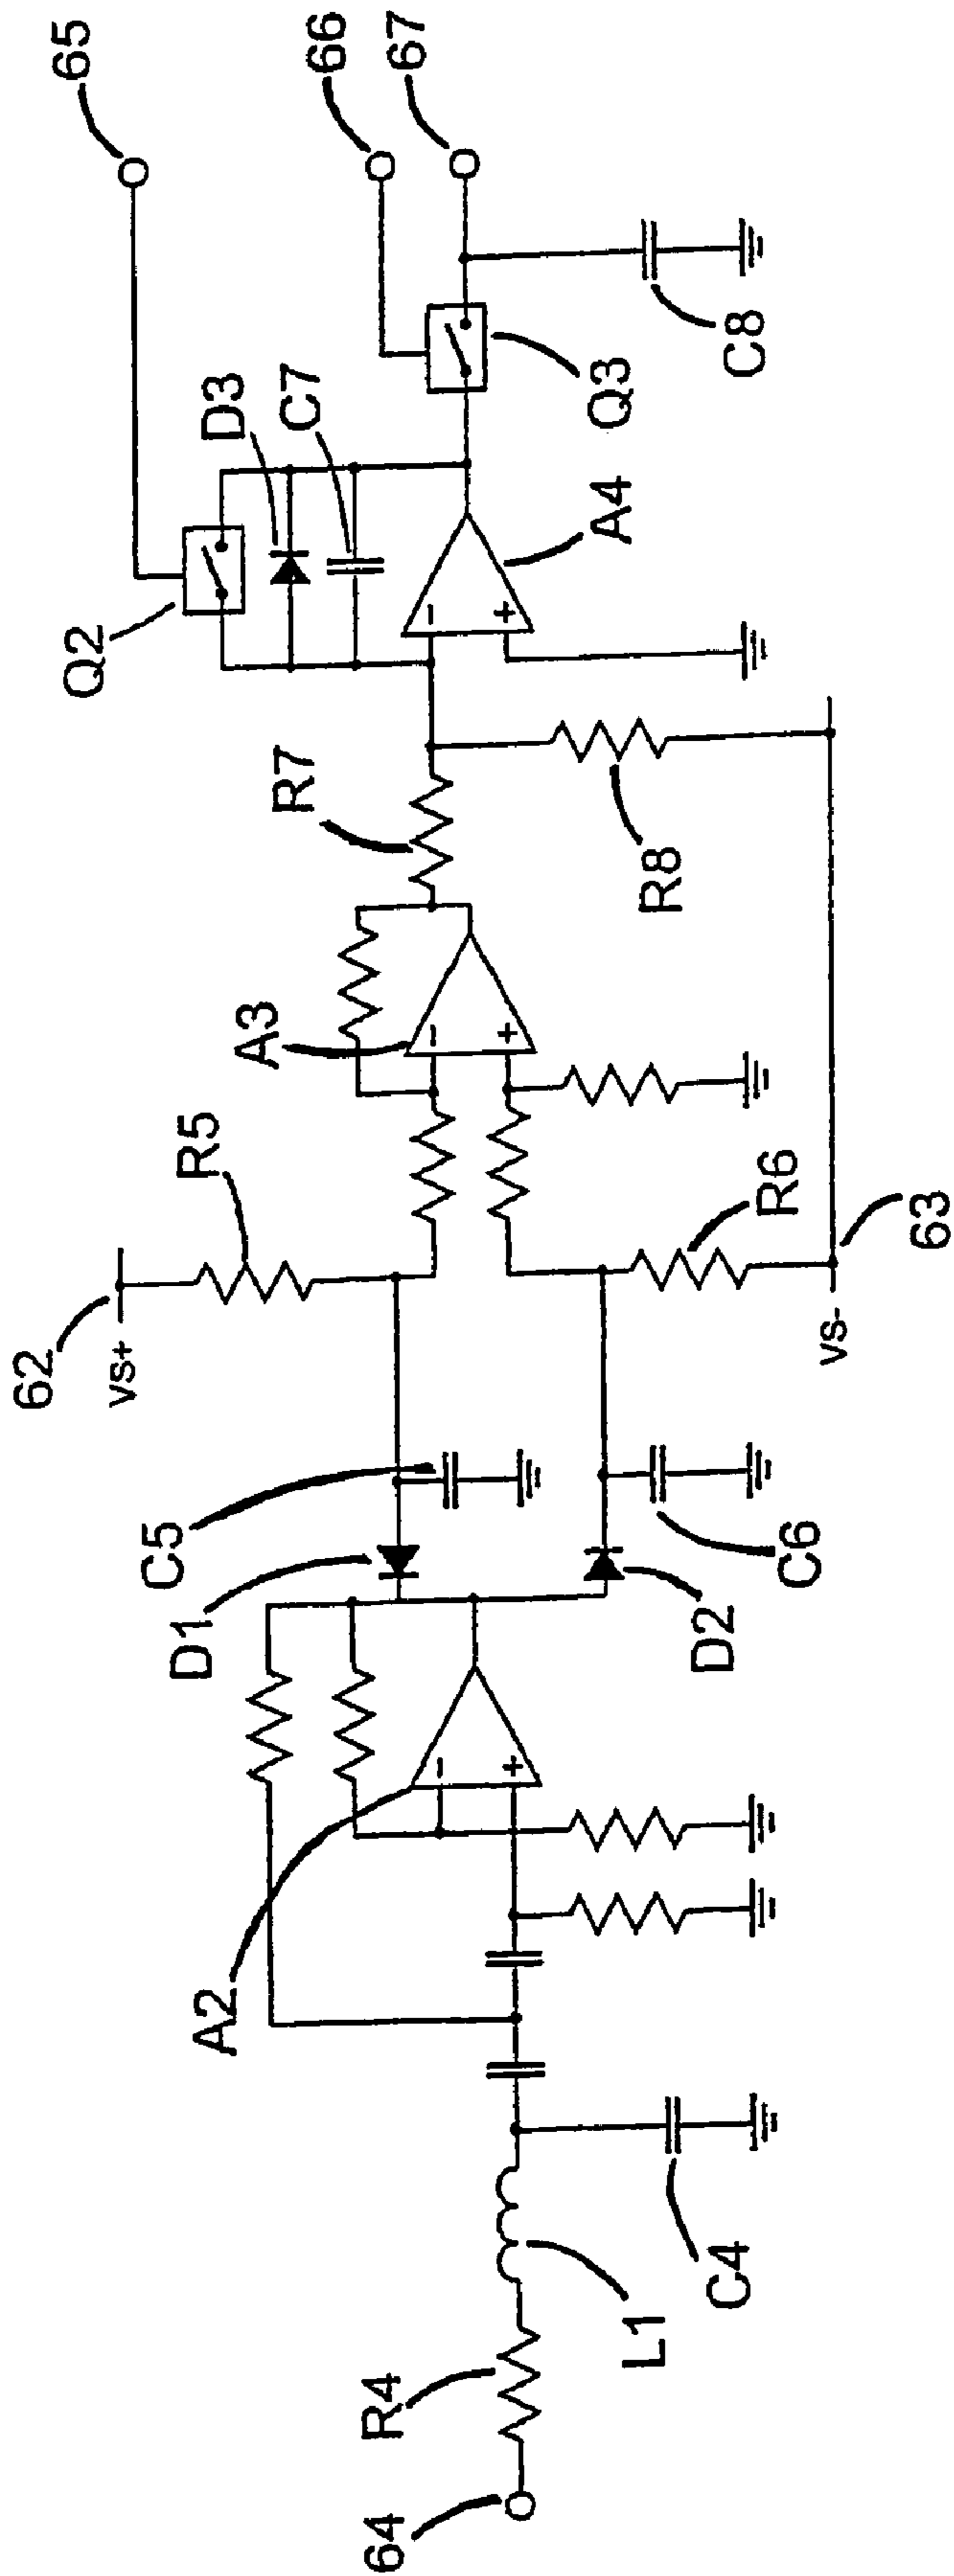 64
R4
L1
C4
A2
D1
D2
C5
C6
62
vs+
R5
R6
vs-
63
A3
R7
R8
Q2
D3
C7
A4
Q3
C8
65
66
67
-
+
-
+
-
+